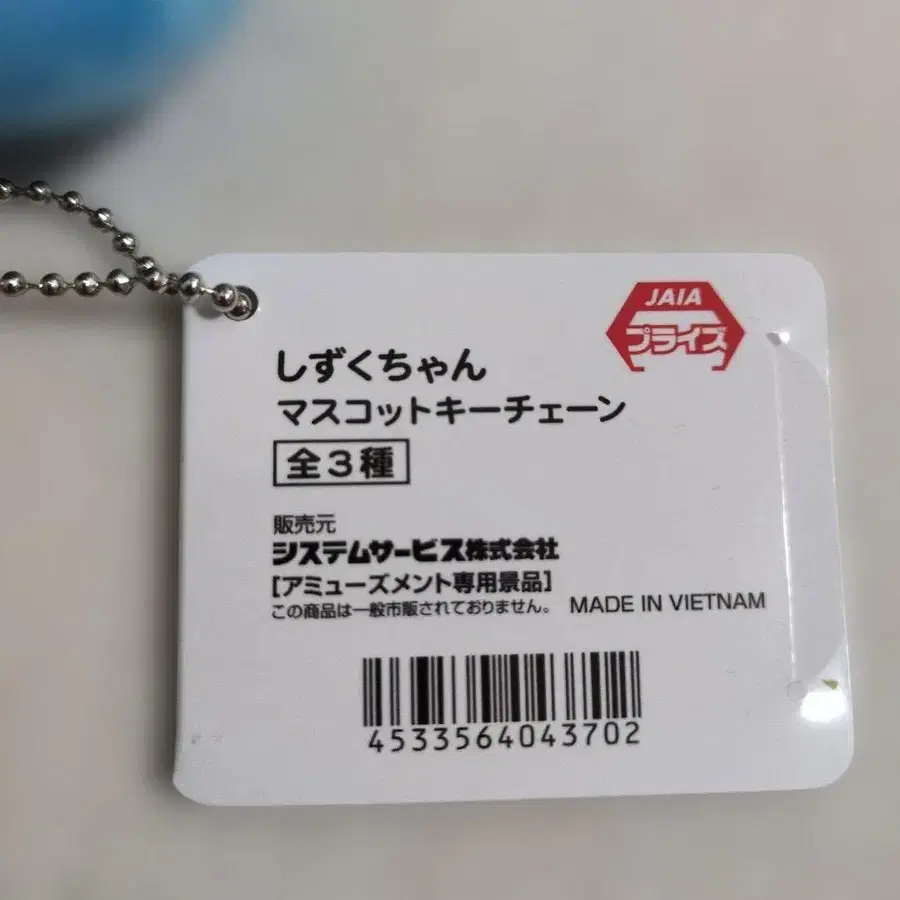 JAIA
プライズ
しずくちゃん
マスコットキーチェーン
全3種
販売元
システムサービス株式会社
[アミューズメント専用景品]
この商品は一般市販されておりません。 MADE IN VIETNAM
4533564043702